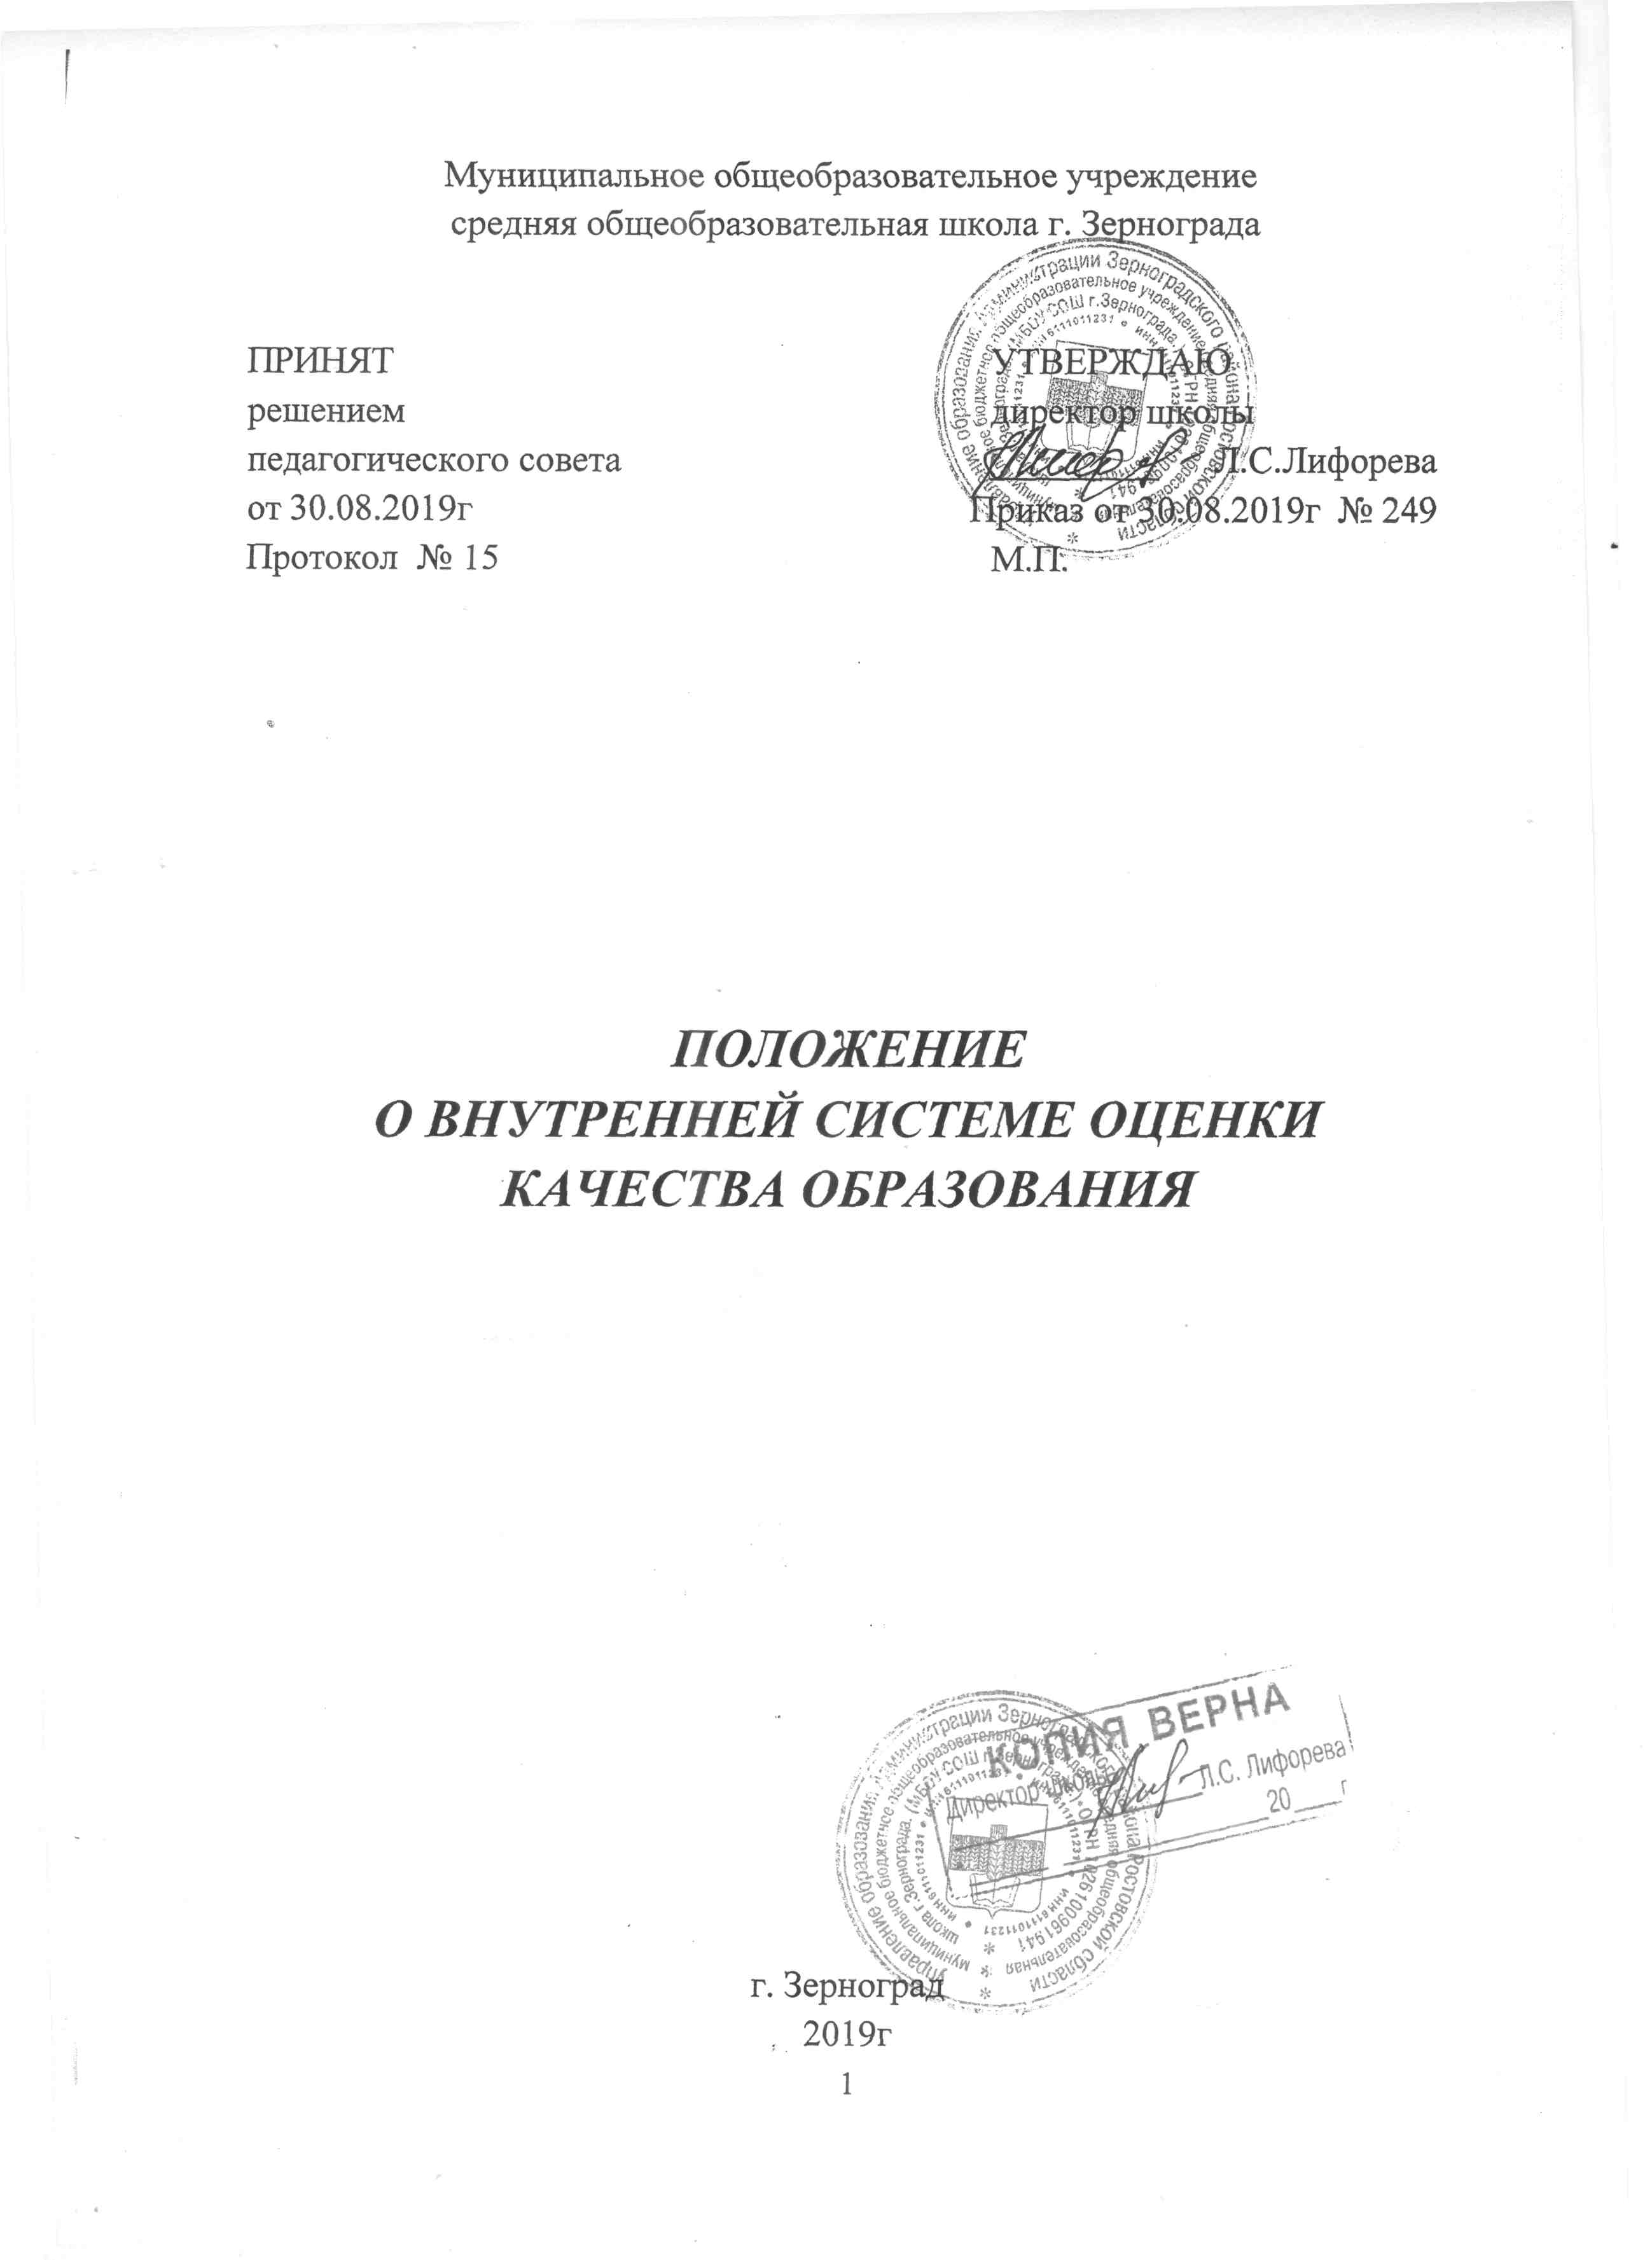 Муниципальное общеобразовательное учреждение
средняя общеобразовательная школа г. Зернограда
ПРИНЯТ
решением
педагогического совета
от 30.08.2019г
Протокол № 15
УТВЕРЖДАЮ
директор школы
Л.С.Лифорева
Приказ от 30.08.2019г № 249
М.П.
ПОЛОЖЕНИЕ
О ВНУТРЕННЕЙ СИСТЕМЕ ОЦЕНКИ
КАЧЕСТВА ОБРАЗОВАНИЯ
КОПИЯ ВЕРНА
Директор школы Л.С. Лифорева
20 г
г. Зерноград
2019г
1